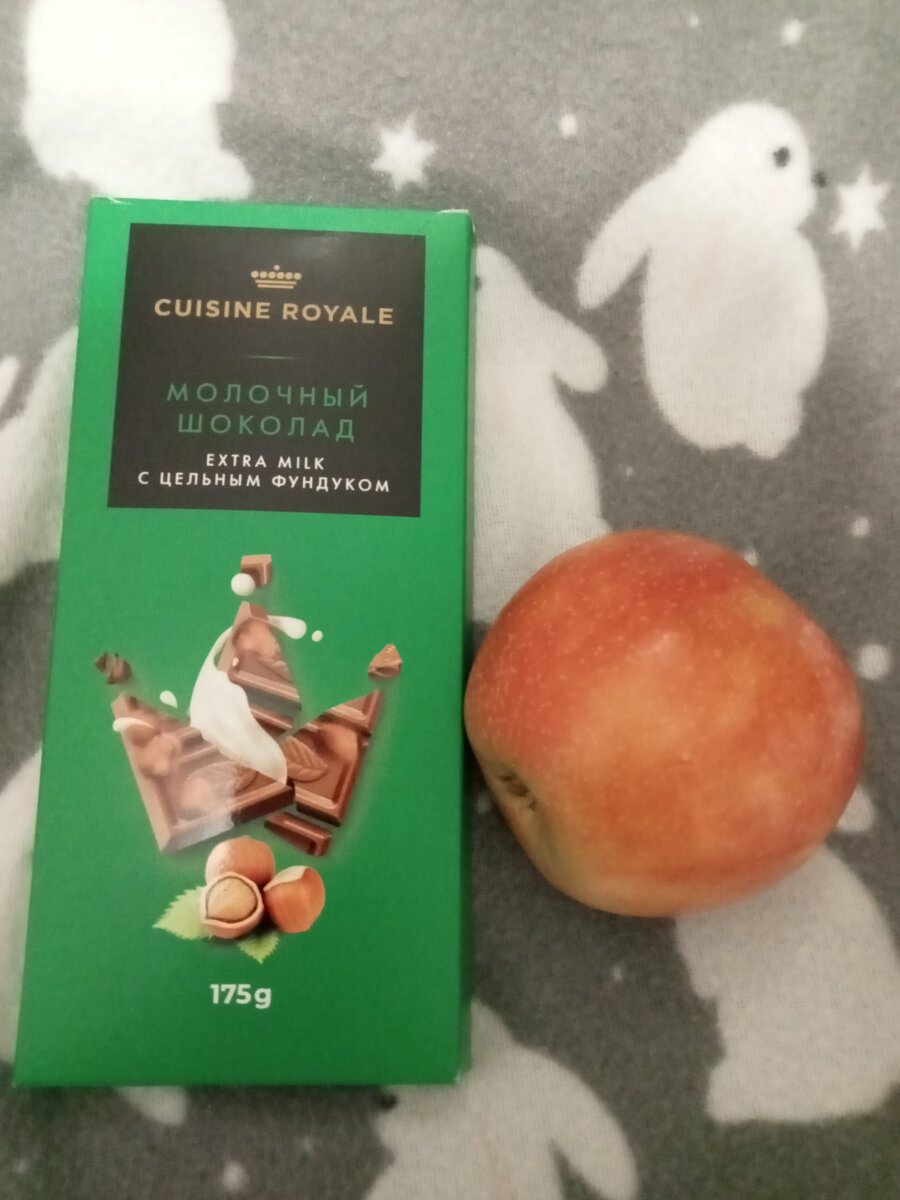 CUISINE ROYALE
МОЛОЧНЫЙ
ШОКОЛАД
EXTRA MILK
С ЦЕЛЬНЫМ ФУНДУКОМ
175g